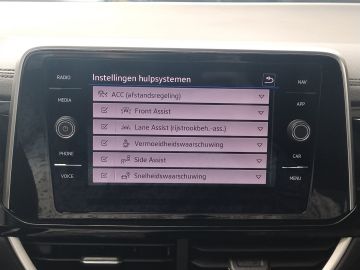 RADIO
MEDIA
PHONE
VOICE
Instellingen hulpsystemen
ACC (afstandsregeling)
Front Assist
Lane Assist (rijstrookbeh.-ass.)
Vermoeidheidswaarschuwing
Side Assist
Snelheidswaarschuwing
NAV
APP
CAR
MENU